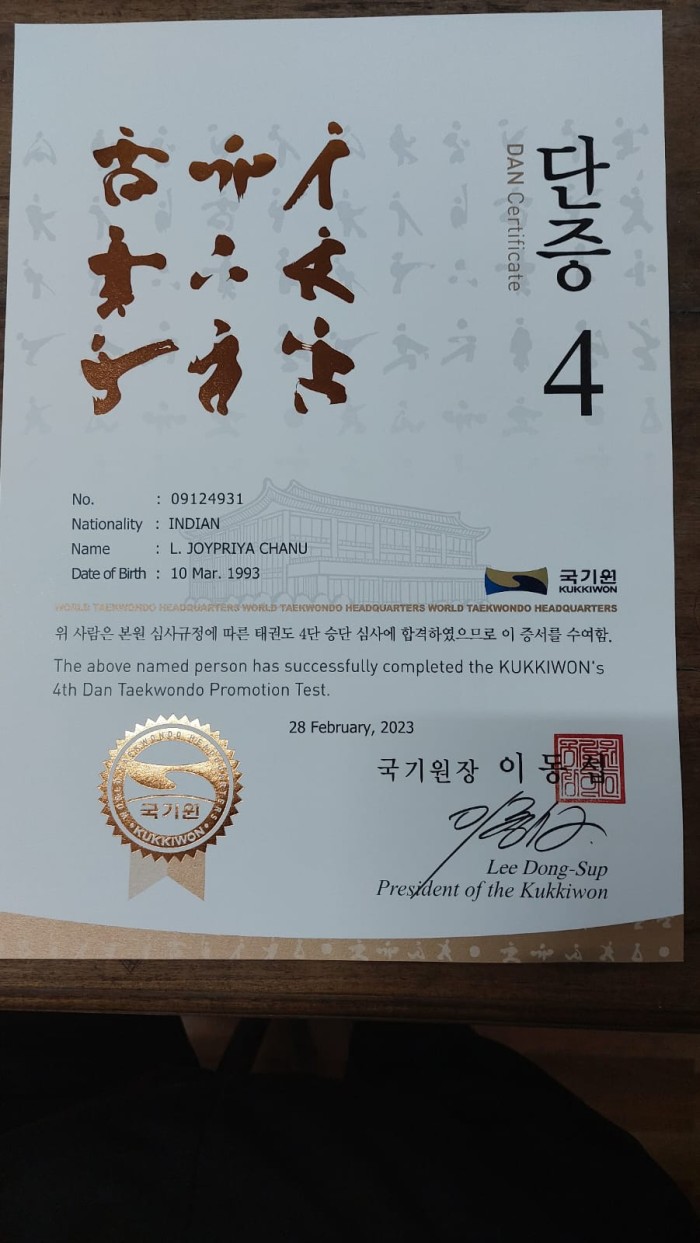 단증
DAN Certificate
4
No. : 09124931
Nationality : INDIAN
Name : L. JOYPRIYA CHANU
Date of Birth : 10 Mar. 1993
국기원
KUKKIWON
WORLD TAEKWONDO HEADQUARTERS WORLD TAEKWONDO HEADQUARTERS WORLD TAEKWONDO HEADQUARTERS
위 사람은 본원 심사규정에 따른 태권도 4단 승단 심사에 합격하였으므로 이 증서를 수여함.
The above named person has successfully completed the KUKKIWON's
4th Dan Taekwondo Promotion Test.
28 February, 2023
WORLD TAEKWONDO HEADQUARTERS
국기원
KUKKIWON
국기원장 이동섭
Lee Dong-Sup
President of the Kukkiwon